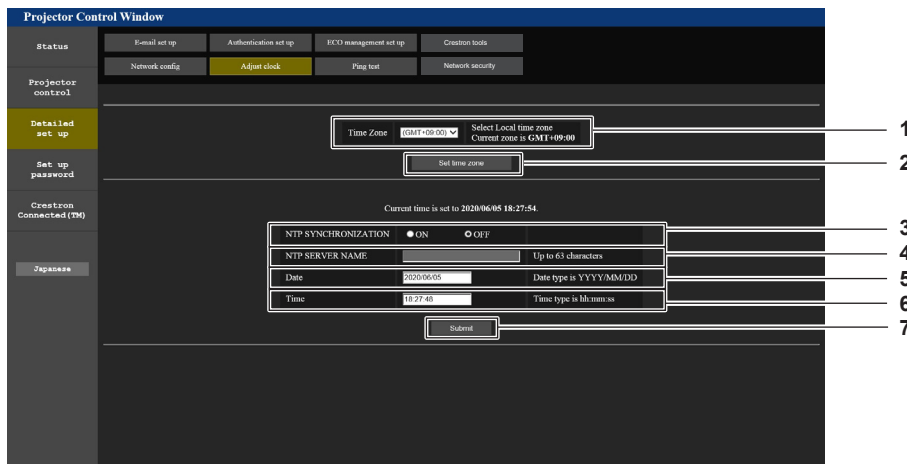 Projector Control Window
Status
E-mail set up
Authentication set up
ECO management set up
Crestron tools
Network config
Adjust clock
Ping test
Network security
Projector
control
Detailed
set up
Set up
password
Crestron
Connected(TM)
Japanese
Time Zone
(GMT+09:00)
Select Local time zone
Current zone is GMT+09:00
1
Set time zone
2
Current time is set to 2020/06/05 18:27:54.
NTP SYNCHRONIZATION
ON
OFF
3
NTP SERVER NAME
Up to 63 characters
4
Date
2020/06/05
Date type is YYYY/MM/DD
5
Time
18:27:48
Time type is hh:mm:ss
6
Submit
7